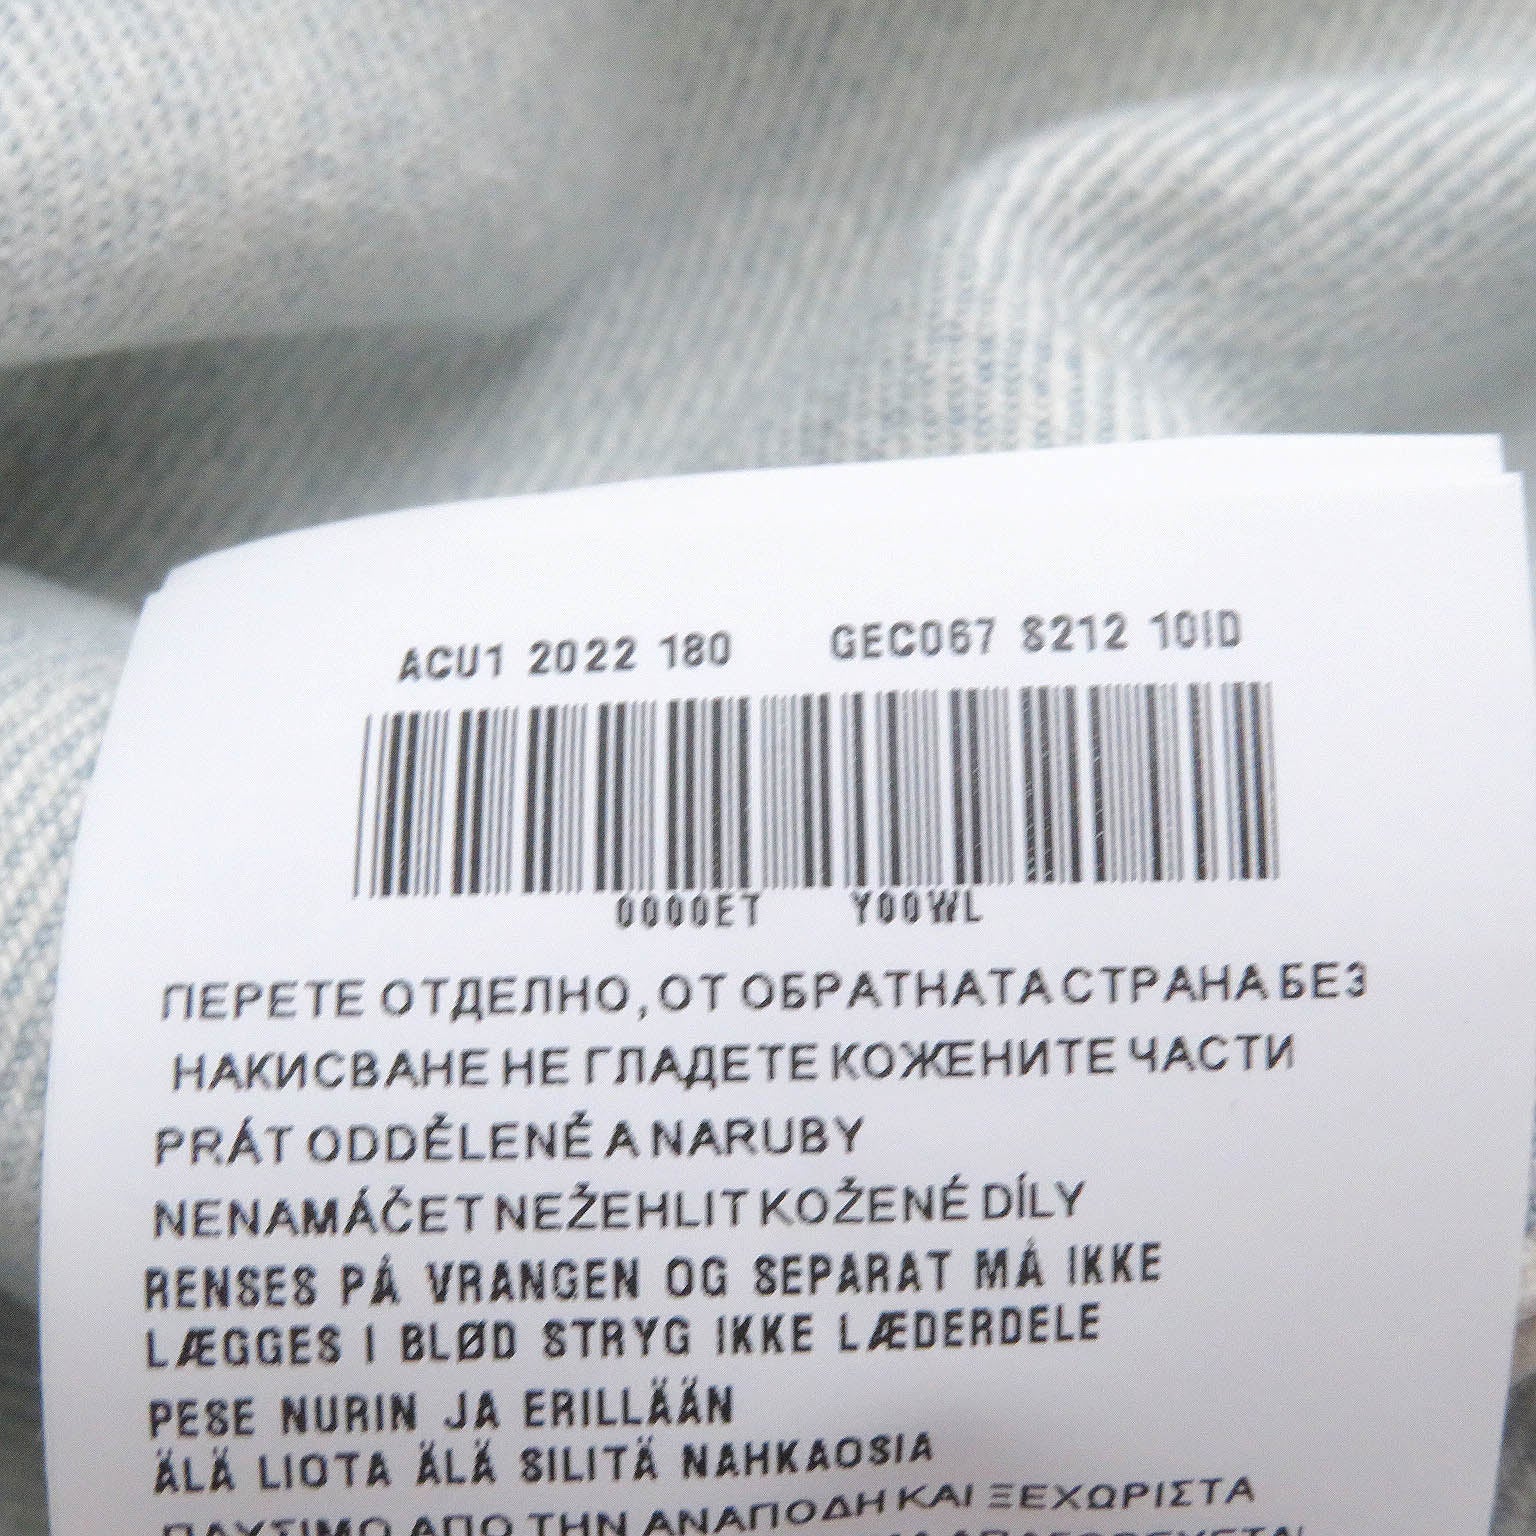 ACU1 2022 180 GEC067 S212 10ID
0000ET Y00WL
ПЕРЕТЕ ОТДЕЛНО, ОТ ОБРАТНАТА СТРАНА БЕЗ
НАКИСВАНЕ НЕ ГЛАДЕТЕ КОЖЕНИТЕ ЧАСТИ
PRÁT ODDĚLENĚ A NARUBY
NENAMÁČET NEŽEHLIT KOŽENÉ DÍLY
RENSES PÅ VRANGEN OG SEPARAT MÅ IKKE
LÆGGES I BLØD STRYG IKKE LÆDERDELE
PESE NURIN JA ERILLÄÄN
ÄLÄ LIOTA ÄLÄ SILITÄ NAHKAOSIA
ΠΛΥΣΙΜΟ ΑΠΟ ΤΗΝ ΑΝΑΠΟΔΗ ΚΑΙ ΞΕΧΩΡΙΣΤΑ